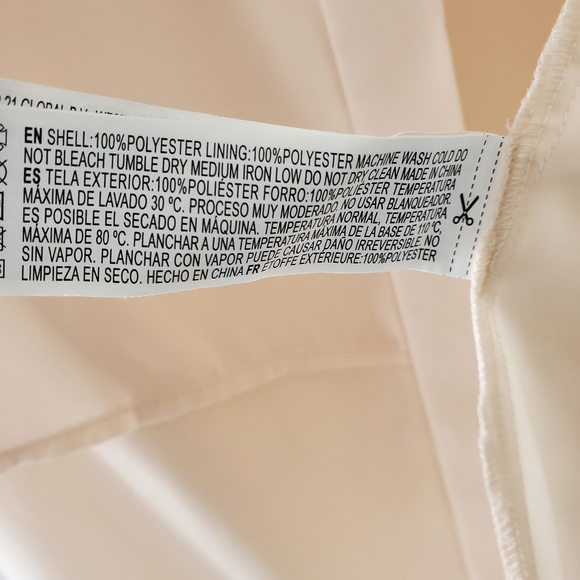 21 GLOBAL
EN SHELL:100%POLYESTER LINING:100%POLYESTER MACHINE WASH COLD DO
NOT BLEACH TUMBLE DRY MEDIUM IRON LOW DO NOT DRY CLEAN MADE IN CHINA
ES TELA EXTERIOR:100%POLIÉSTER FORRO:100%POLIÉSTER TEMPERATURA
MÁXIMA DE LAVADO 30 ºC. PROCESO MUY MODERADO. NO USAR BLANQUEADOR.
ES POSIBLE EL SECADO EN MÁQUINA. TEMPERATURA NORMAL, TEMPERATURA
MÁXIMA DE 80 ºC. PLANCHAR A UNA TEMPERATURA MÁXIMA DE LA BASE DE 110 ºC,
SIN VAPOR. PLANCHAR CON VAPOR PUEDE CAUSAR DAÑO IRREVERSIBLE. NO
LIMPIEZA EN SECO. HECHO EN CHINA FR ÉTOFFE EXTÉRIEURE:100%POLYESTER